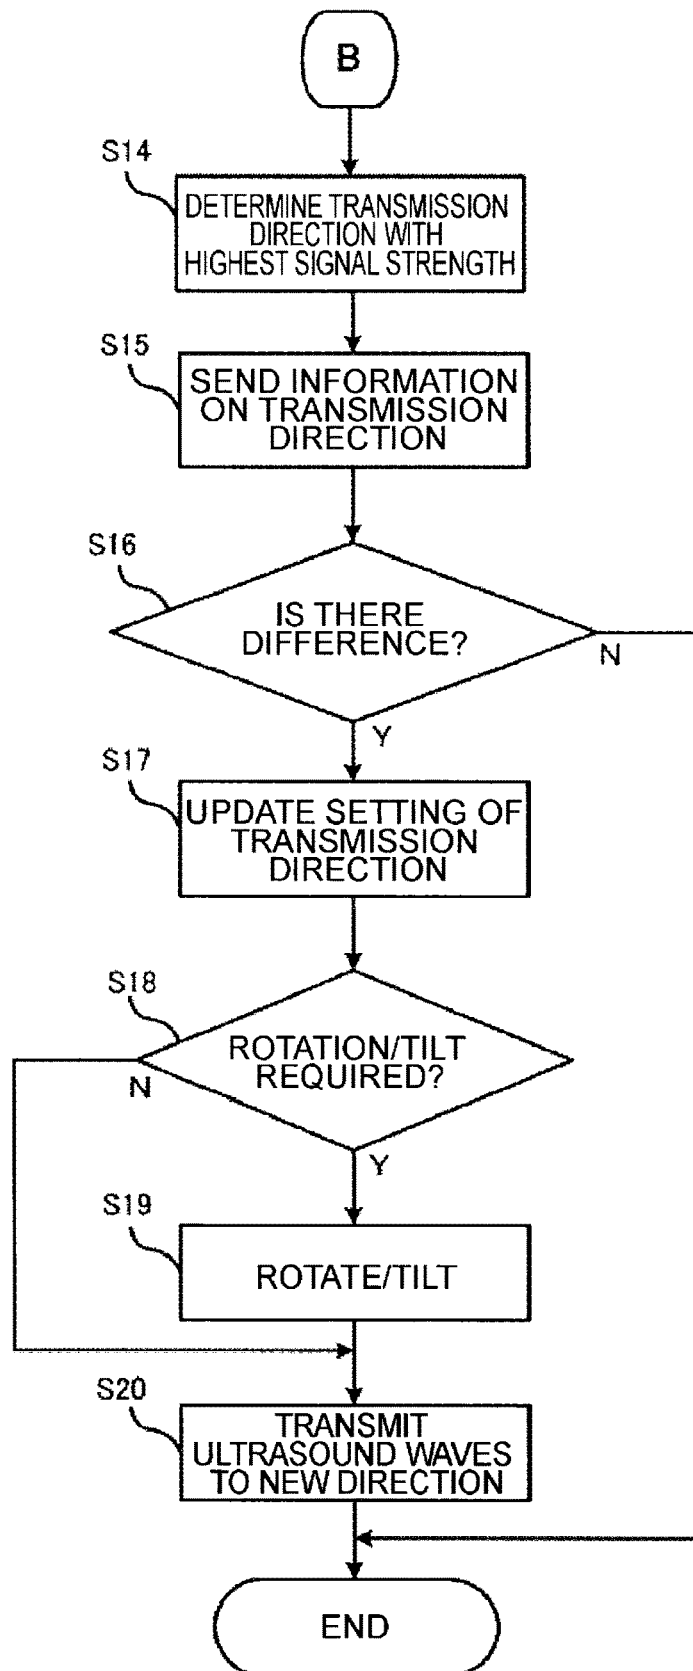 B
S14
DETERMINE TRANSMISSION
DIRECTION WITH
HIGHEST SIGNAL STRENGTH
S15
SEND INFORMATION
ON TRANSMISSION
DIRECTION
S16
IS THERE
DIFFERENCE?
N
Y
S17
UPDATE SETTING OF
TRANSMISSION
DIRECTION
S18
ROTATION/TILT
REQUIRED?
N
Y
S19
ROTATE/TILT
S20
TRANSMIT
ULTRASOUND WAVES
TO NEW DIRECTION
END